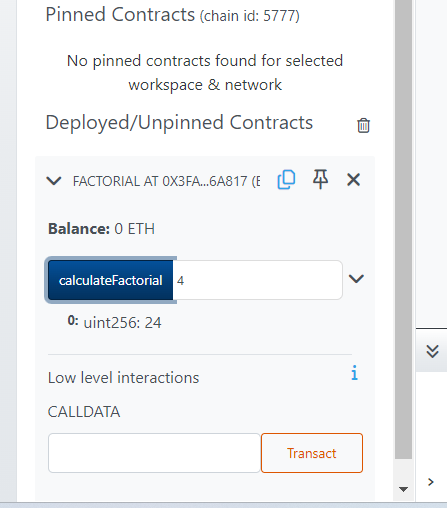 Pinned Contracts (chain id: 5777)
No pinned contracts found for selected
workspace & network
Deployed/Unpinned Contracts
FACTORIAL AT 0X3FA...6A817 (E
Balance: 0 ETH
calculateFactorial 4
0: uint256: 24
Low level interactions
CALLDATA
Transact